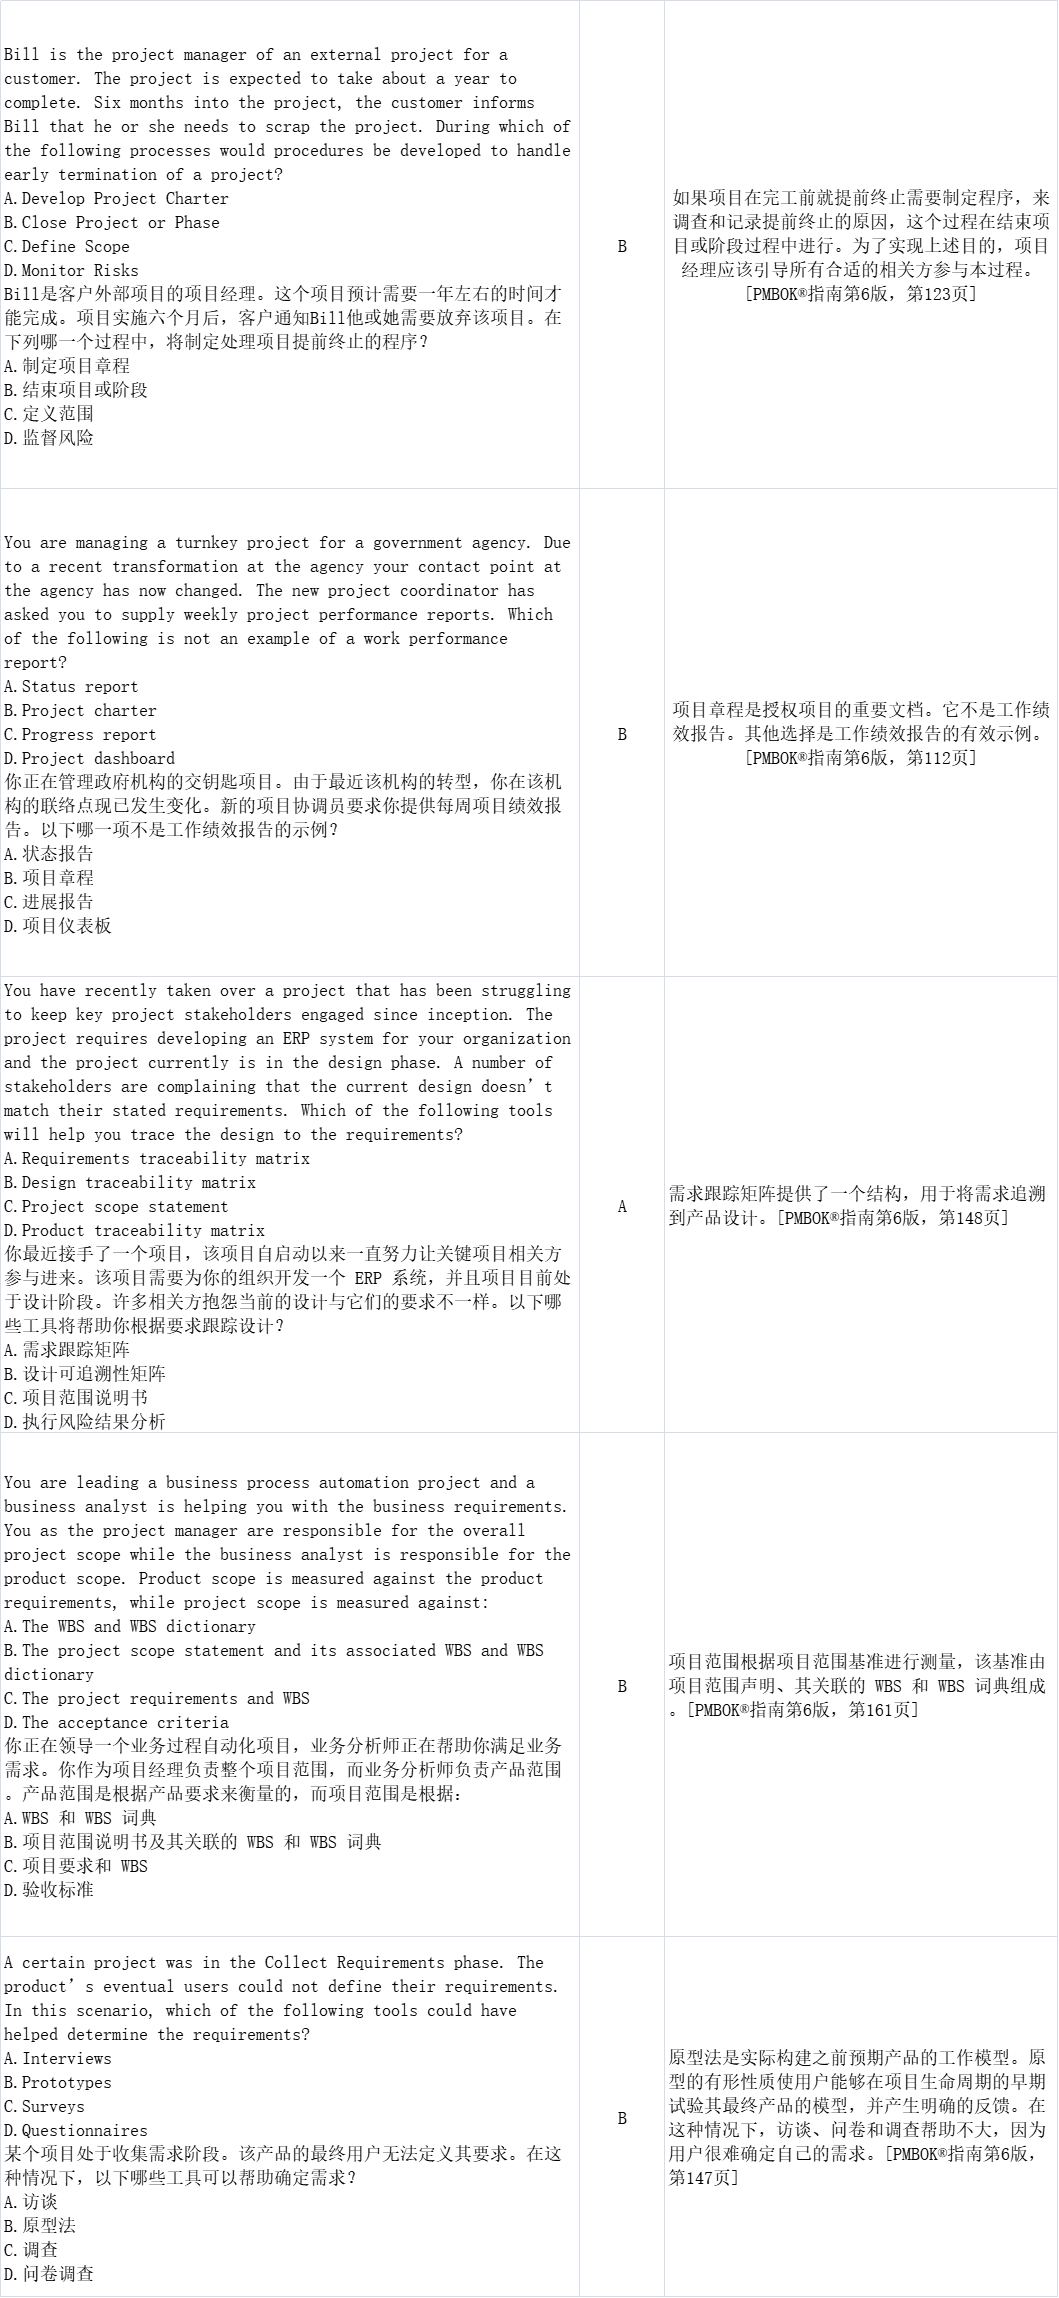 Bill is the project manager of an external project for a
customer. The project is expected to take about a year to
complete. Six months into the project, the customer informs
Bill that he or she needs to scrap the project. During which of
the following processes would procedures be developed to handle
early termination of a project?
A.Develop Project Charter
B.Close Project or Phase
C.Define Scope
D.Monitor Risks
Bill是客户外部项目的项目经理。这个项目预计需要一年左右的时间才
能完成。项目实施六个月后，客户通知Bill他或她需要放弃该项目。在
下列哪一个过程中，将制定处理项目提前终止的程序？
A.制定项目章程
B.结束项目或阶段
C.定义范围
D.监督风险
B
如果项目在完工前就提前终止需要制定程序，来
调查和记录提前终止的原因，这个过程在结束项
目或阶段过程中进行。为了实现上述目的，项目
经理应该引导所有合适的相关方参与本过程。
[PMBOK®指南第6版，第123页]
You are managing a turnkey project for a government agency. Due
to a recent transformation at the agency your contact point at
the agency has now changed. The new project coordinator has
asked you to supply weekly project performance reports. Which
of the following is not an example of a work performance
report?
A.Status report
B.Project charter
C.Progress report
D.Project dashboard
你正在管理政府机构的交钥匙项目。由于最近该机构的转型，你在该机
构的联络点现已发生变化。新的项目协调员要求你提供每周项目绩效报
告。以下哪一项不是工作绩效报告的示例？
A.状态报告
B.项目章程
C.进展报告
D.项目仪表板
B
项目章程是授权项目的重要文档。它不是工作绩
效报告。其他选择是工作绩效报告的有效示例。
[PMBOK®指南第6版，第112页]
You have recently taken over a project that has been struggling
to keep key project stakeholders engaged since inception. The
project requires developing an ERP system for your organization
and the project currently is in the design phase. A number of
stakeholders are complaining that the current design doesn’t
match their stated requirements. Which of the following tools
will help you trace the design to the requirements?
A.Requirements traceability matrix
B.Design traceability matrix
C.Project scope statement
D.Product traceability matrix
你最近接手了一个项目，该项目自启动以来一直努力让关键项目相关方
参与进来。该项目需要为你的组织开发一个 ERP 系统，并且项目目前处
于设计阶段。许多相关方抱怨当前的设计与它们的要求不一样。以下哪
些工具将帮助你根据要求跟踪设计？
A.需求跟踪矩阵
B.设计可追溯性矩阵
C.项目范围说明书
D.执行风险结果分析
A
需求跟踪矩阵提供了一个结构，用于将需求追溯
到产品设计。[PMBOK®指南第6版，第148页]
You are leading a business process automation project and a
business analyst is helping you with the business requirements.
You as the project manager are responsible for the overall
project scope while the business analyst is responsible for the
product scope. Product scope is measured against the product
requirements, while project scope is measured against:
A.The WBS and WBS dictionary
B.The project scope statement and its associated WBS and WBS
dictionary
C.The project requirements and WBS
D.The acceptance criteria
你正在领导一个业务过程自动化项目，业务分析师正在帮助你满足业务
需求。你作为项目经理负责整个项目范围，而业务分析师负责产品范围
。产品范围是根据产品要求来衡量的，而项目范围是根据：
A.WBS 和 WBS 词典
B.项目范围说明书及其关联的 WBS 和 WBS 词典
C.项目要求和 WBS
D.验收标准
B
项目范围根据项目范围基准进行测量，该基准由
项目范围声明、其关联的 WBS 和 WBS 词典组成
。[PMBOK®指南第6版，第161页]
A certain project was in the Collect Requirements phase. The
product’s eventual users could not define their requirements.
In this scenario, which of the following tools could have
helped determine the requirements?
A.Interviews
B.Prototypes
C.Surveys
D.Questionnaires
某个项目处于收集需求阶段。该产品的最终用户无法定义其要求。在这
种情况下，以下哪些工具可以帮助确定需求？
A.访谈
B.原型法
C.调查
D.问卷调查
B
原型法是实际构建之前预期产品的工作模型。原
型的有形性质使用户能够在项目生命周期的早期
试验其最终产品的模型，并产生明确的反馈。在
这种情况下，访谈、问卷和调查帮助不大，因为
用户很难确定自己的需求。[PMBOK®指南第6版，
第147页]